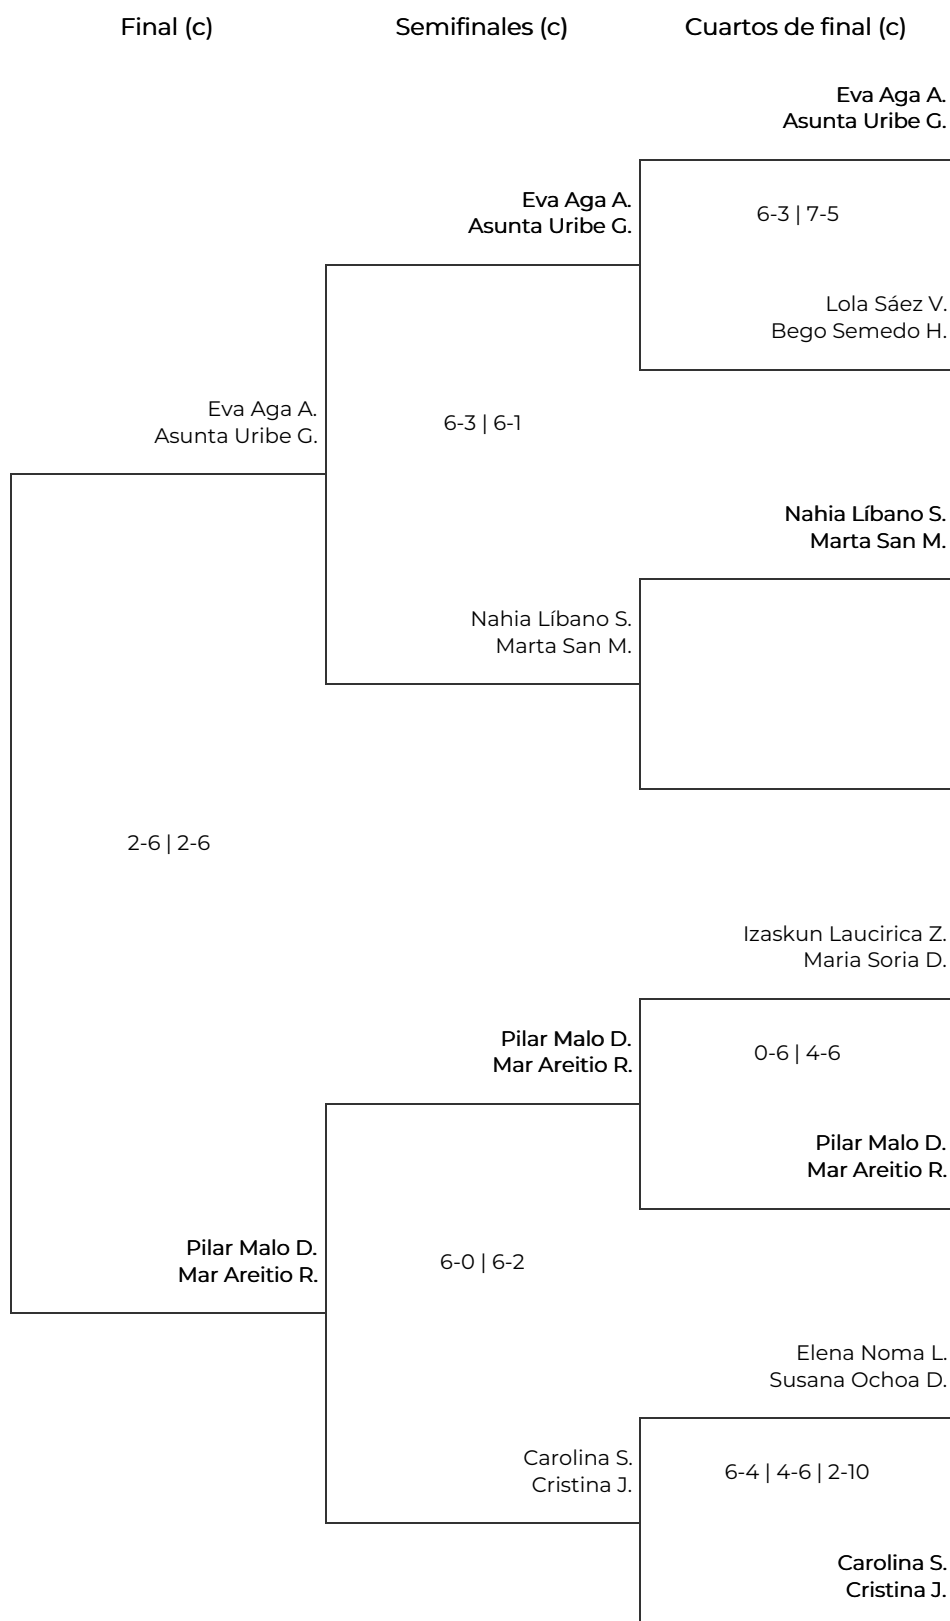 Final (c)
Semifinales (c)
Cuartos de final (c)
Eva Aga A.
Asunta Uribe G.
Eva Aga A.
Asunta Uribe G.
6-3 | 7-5
Lola Sáez V.
Bego Semedo H.
Eva Aga A.
Asunta Uribe G.
6-3 | 6-1
Nahia Líbano S.
Marta San M.
Nahia Líbano S.
Marta San M.
2-6 | 2-6
Izaskun Laucirica Z.
Maria Soria D.
Pilar Malo D.
Mar Areitio R.
0-6 | 4-6
Pilar Malo D.
Mar Areitio R.
Pilar Malo D.
Mar Areitio R.
6-0 | 6-2
Elena Noma L.
Susana Ochoa D.
Carolina S.
Cristina J.
6-4 | 4-6 | 2-10
Carolina S.
Cristina J.